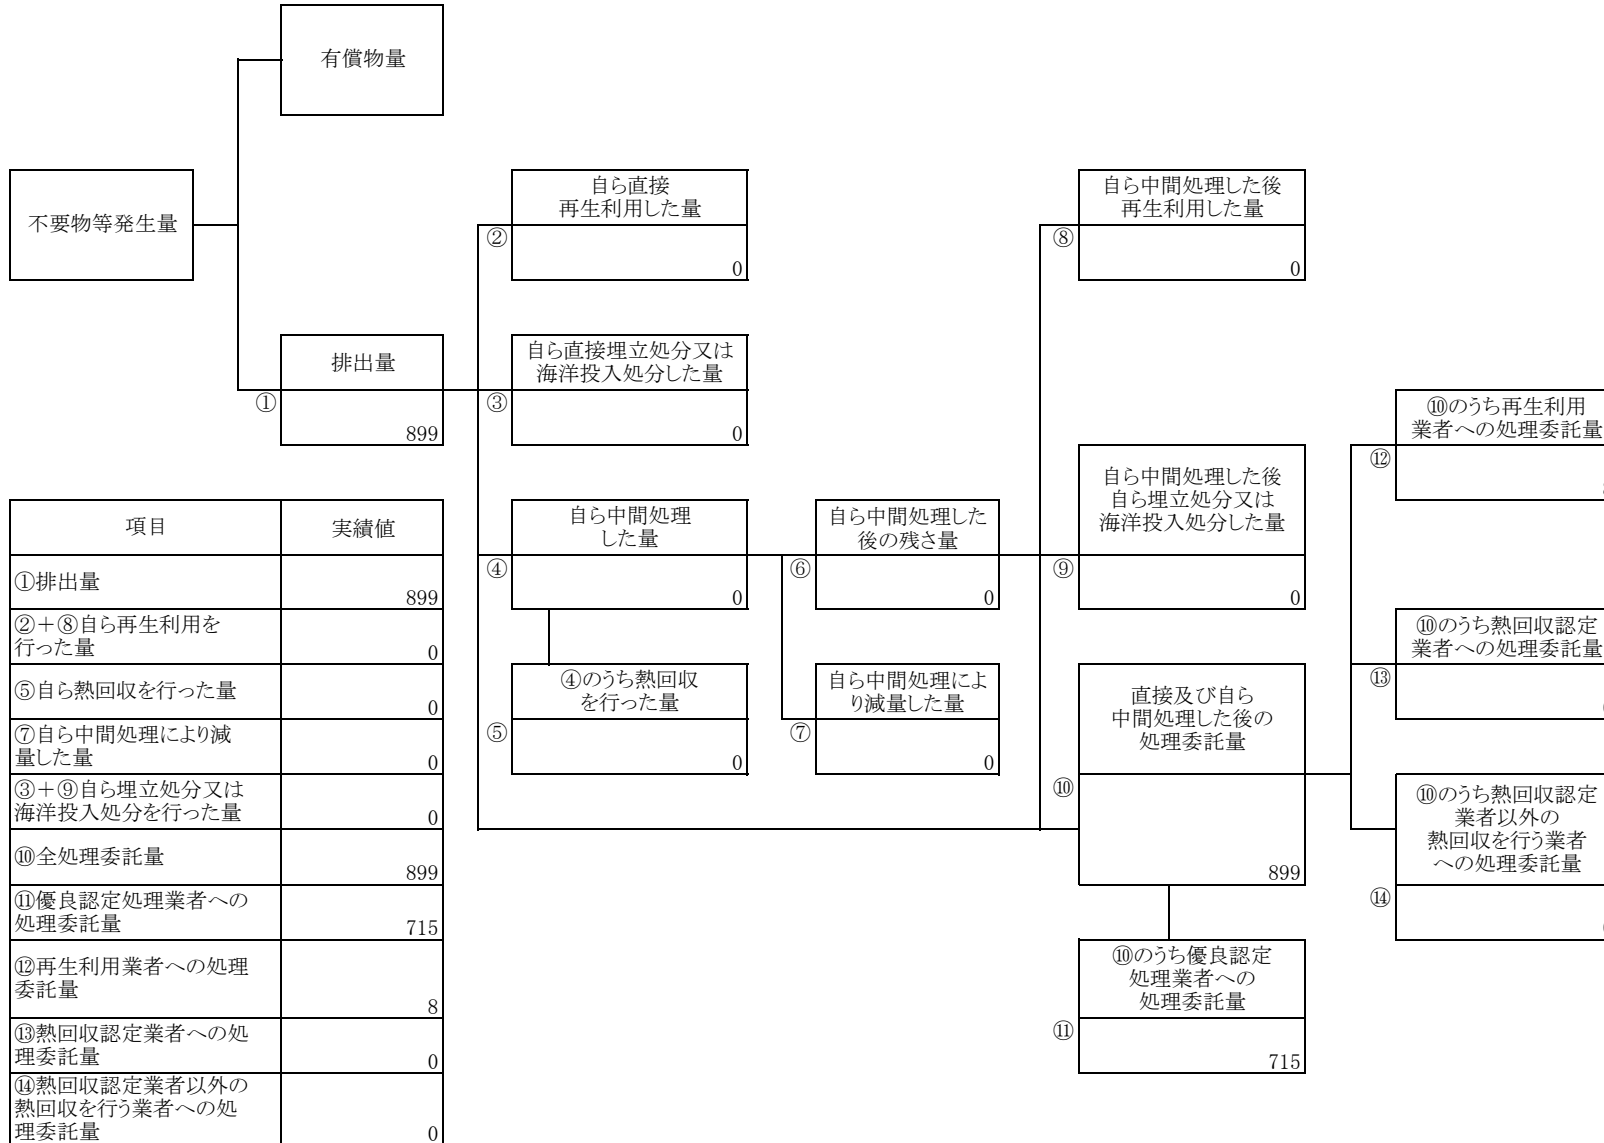 有償物量
不要物等発生量
自ら直接
再生利用した量
②
0
自ら中間処理した後
再生利用した量
⑧
0
排出量
①
899
自ら直接埋立処分又は
海洋投入処分した量
③
0
⑩のうち再生利用
業者への処理委託量
⑫
自ら中間処理
した量
④
0
自ら中間処理した
後の残さ量
⑥
0
自ら中間処理した後
自ら埋立処分又は
海洋投入処分した量
⑨
0
④のうち熱回収
を行った量
⑤
0
自ら中間処理によ
り減量した量
⑦
0
直接及び自ら
中間処理した後の
処理委託量
⑩
899
⑩のうち熱回収認定
業者への処理委託量
⑬
⑩のうち熱回収認定
業者以外の
熱回収を行う業者
への処理委託量
⑭
⑩のうち優良認定
処理業者への
処理委託量
⑪
715
項目 実績値
①排出量
899
②＋⑧自ら再生利用を
行った量
0
⑤自ら熱回収を行った量
0
⑦自ら中間処理により減
量した量
0
③＋⑨自ら埋立処分又は
海洋投入処分を行った量
0
⑩全処理委託量
899
⑪優良認定処理業者への
処理委託量
715
⑫再生利用業者への処理
委託量
8
⑬熱回収認定業者への処
理委託量
0
⑭熱回収認定業者以外の
熱回収を行う業者への処
理委託量
0